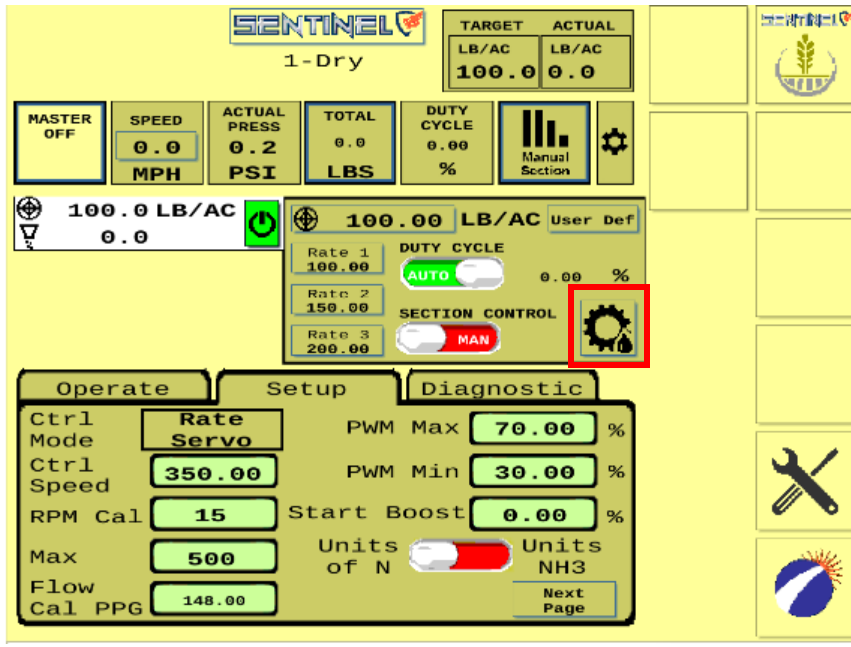 SENTINEL
1-Dry
TARGET ACTUAL
LB/AC LB/AC
100.0 0.0
SENTINEL
MASTER
OFF
SPEED
0.0
MPH
ACTUAL
PRESS
0.2
PSI
TOTAL
0.0
LBS
DUTY
CYCLE
0.00
%
Manual
Section
100.0 LB/AC
0.0
100.00 LB/AC User Def
Rate 1
100.00
DUTY CYCLE
AUTO
0.00 %
Rate 2
150.00
SECTION CONTROL
MAN
Rate 3
200.00
Operate Setup Diagnostic
Ctrl
Mode
Rate
Servo
PWM Max 70.00 %
Ctrl
Speed
350.00
PWM Min 30.00 %
RPM Cal 15
Start Boost 0.00 %
Max 500
Units
of N
Units
NH3
Flow
Cal PPG
148.00
Next
Page